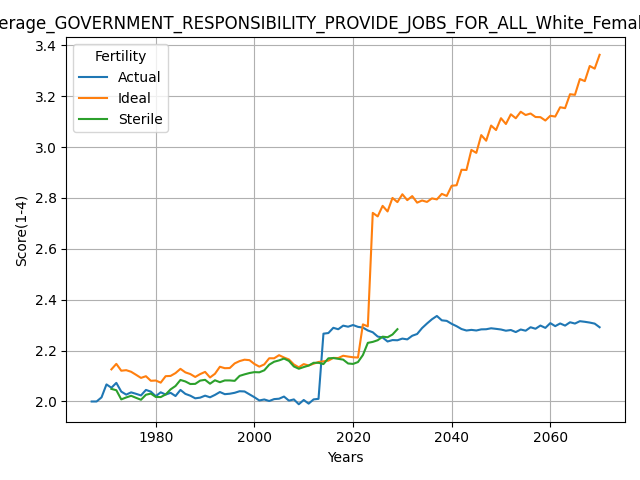 erage_GOVERNMENT_RESPONSIBILITY_PROVIDE_JOBS_FOR_ALL_White_Femal
Fertility
Actual
Ideal
Sterile
Score(1-4)
3.4
3.2
3.0
2.8
2.6
2.4
2.2
2.0
1980
2000
2020
2040
2060
Years